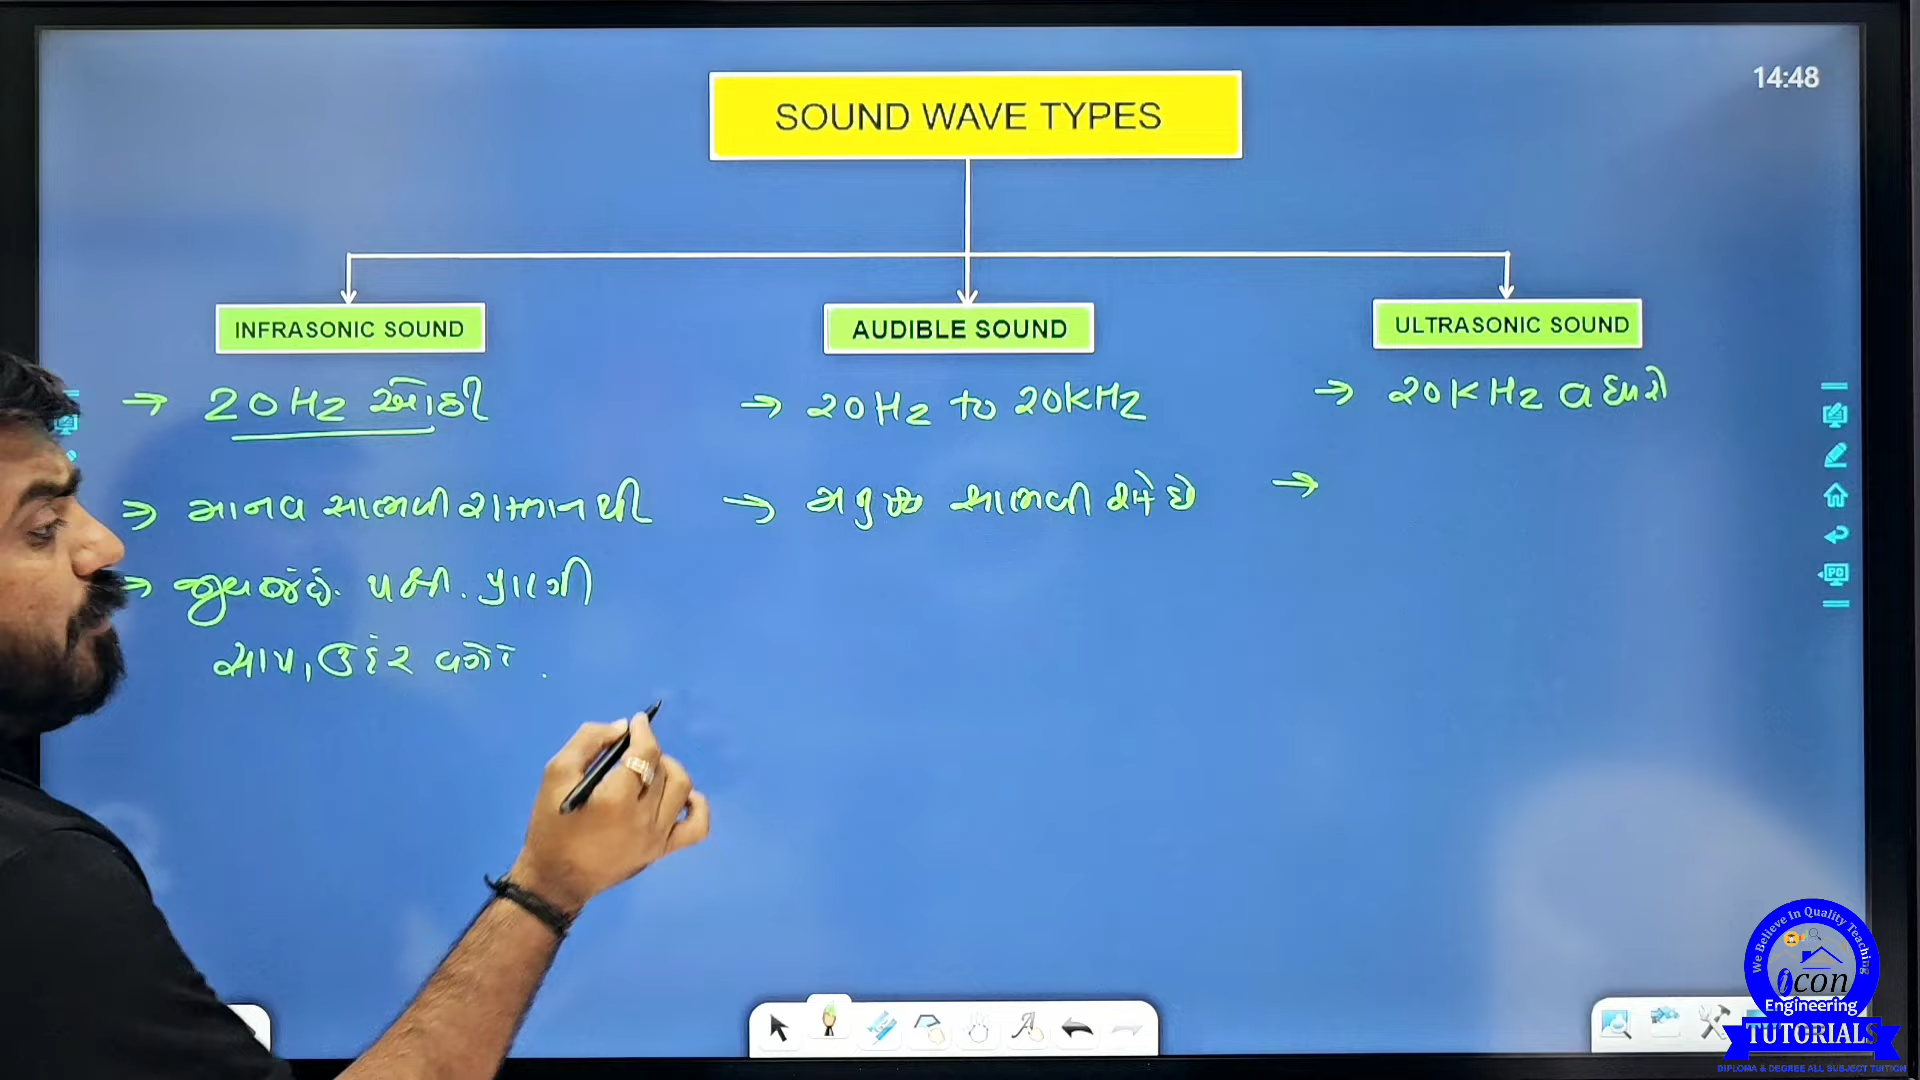 14:48
SOUND WAVE TYPES
INFRASONIC SOUND
AUDIBLE SOUND
ULTRASONIC SOUND
→ 20 Hz ઓછી
→ 20 Hz to 20 KHz
→ 20 KHz વધારે
→ માનવ સાંભળી શકતા નથી
→ મનુષ્ય સાંભળી શકે છે
→
→ પક્ષી. પ્રાણી
સાપ, ઉંદર વગેરે
We Believe In Quality Teaching
icon
Engineering
TUTORIALS
DIPLOMA & DEGREE ALL SUBJECT TUITION